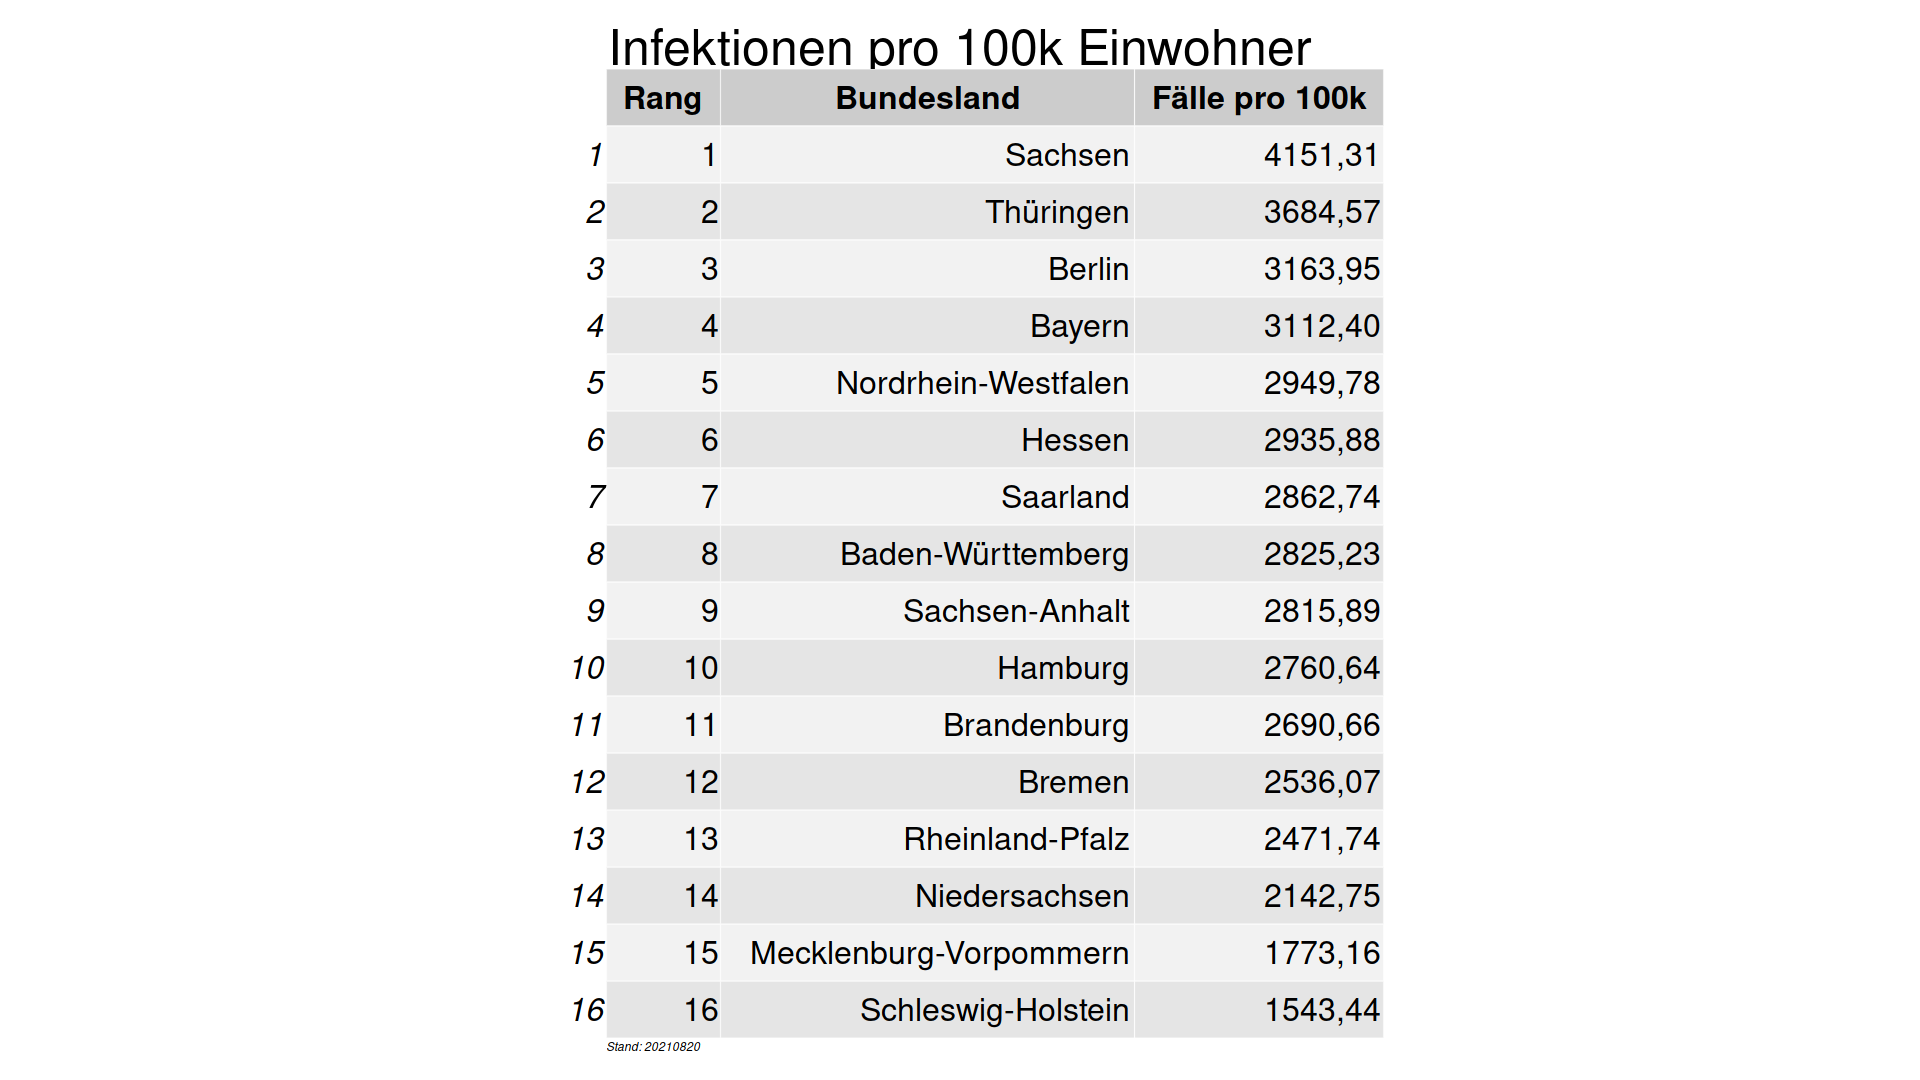 Infektionen pro 100k Einwohner
Rang Bundesland Fälle pro 100k
1 1 Sachsen 4151,31
2 2 Thüringen 3684,57
3 3 Berlin 3163,95
4 4 Bayern 3112,40
5 5 Nordrhein-Westfalen 2949,78
6 6 Hessen 2935,88
7 7 Saarland 2862,74
8 8 Baden-Württemberg 2825,23
9 9 Sachsen-Anhalt 2815,89
10 10 Hamburg 2760,64
11 11 Brandenburg 2690,66
12 12 Bremen 2536,07
13 13 Rheinland-Pfalz 2471,74
14 14 Niedersachsen 2142,75
15 15 Mecklenburg-Vorpommern 1773,16
16 16 Schleswig-Holstein 1543,44
Stand: 20210820